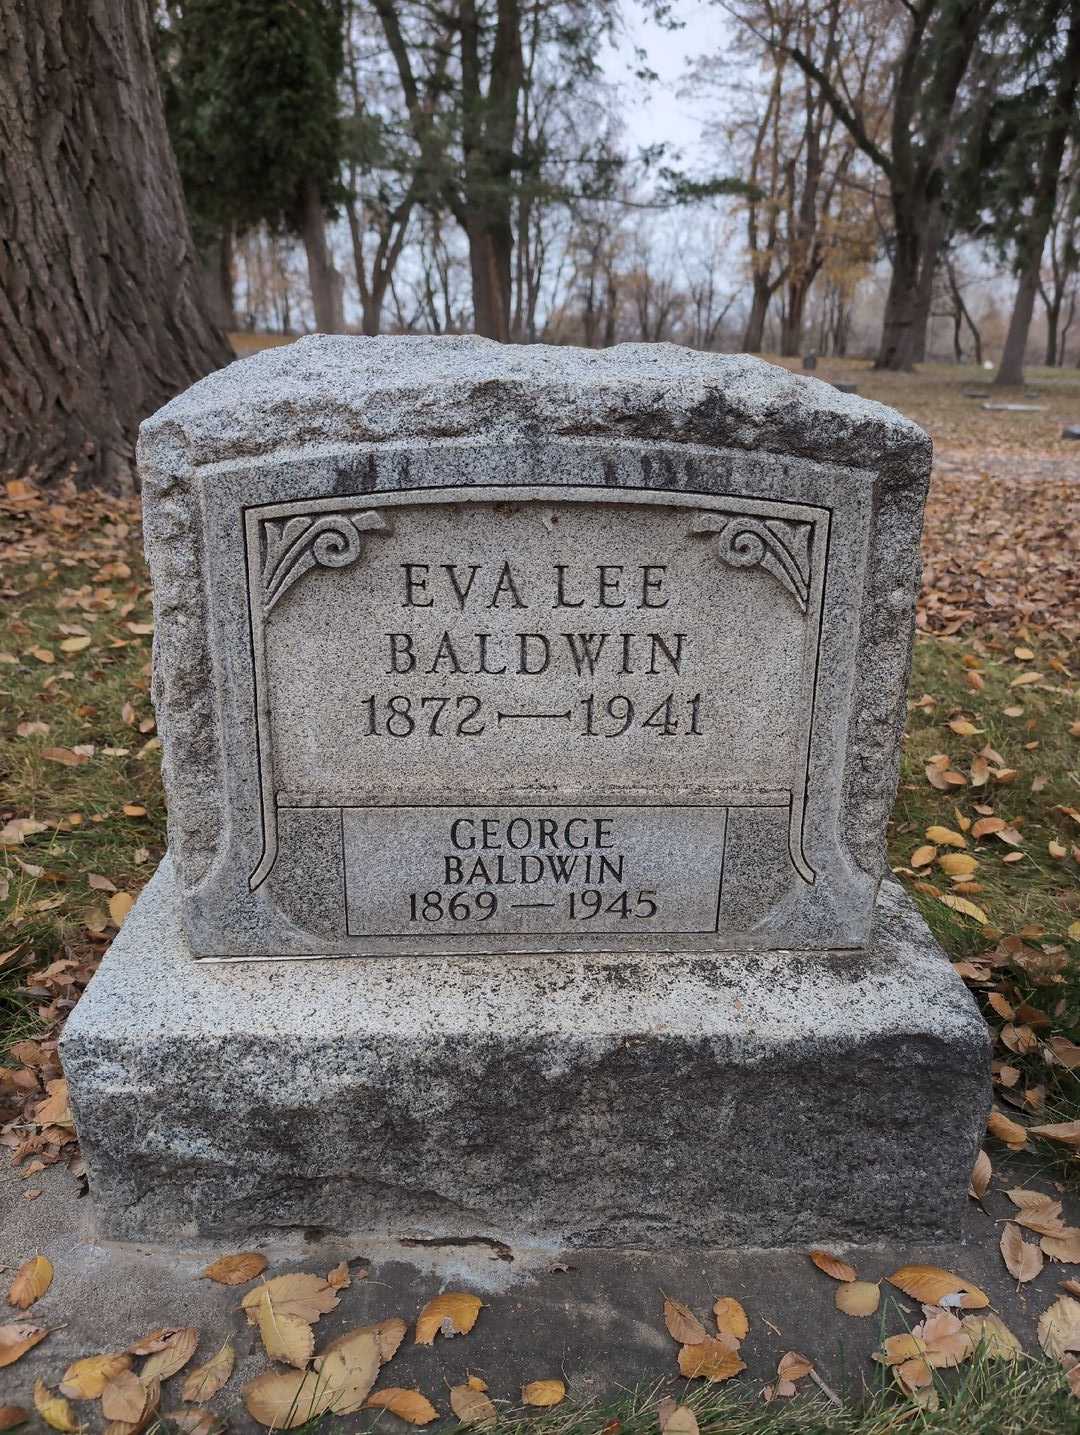 EVA LEE
BALDWIN
1872—1941
GEORGE
BALDWIN
1869—1945